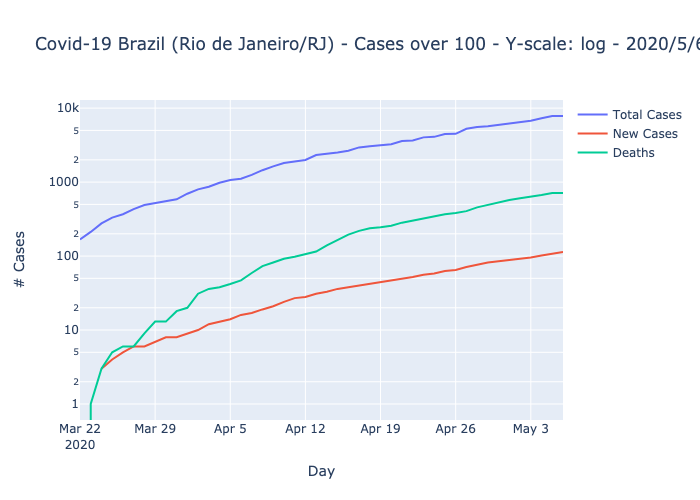 Covid-19 Brazil (Rio de Janeiro/RJ) - Cases over 100 - Y-scale: log - 2020/5/6
10k
5
2
1000
5
2
100
5
2
10
5
2
1
# Cases
Total Cases
New Cases
Deaths
Mar 22 Mar 29 Apr 5 Apr 12 Apr 19 Apr 26 May 3
2020
Day